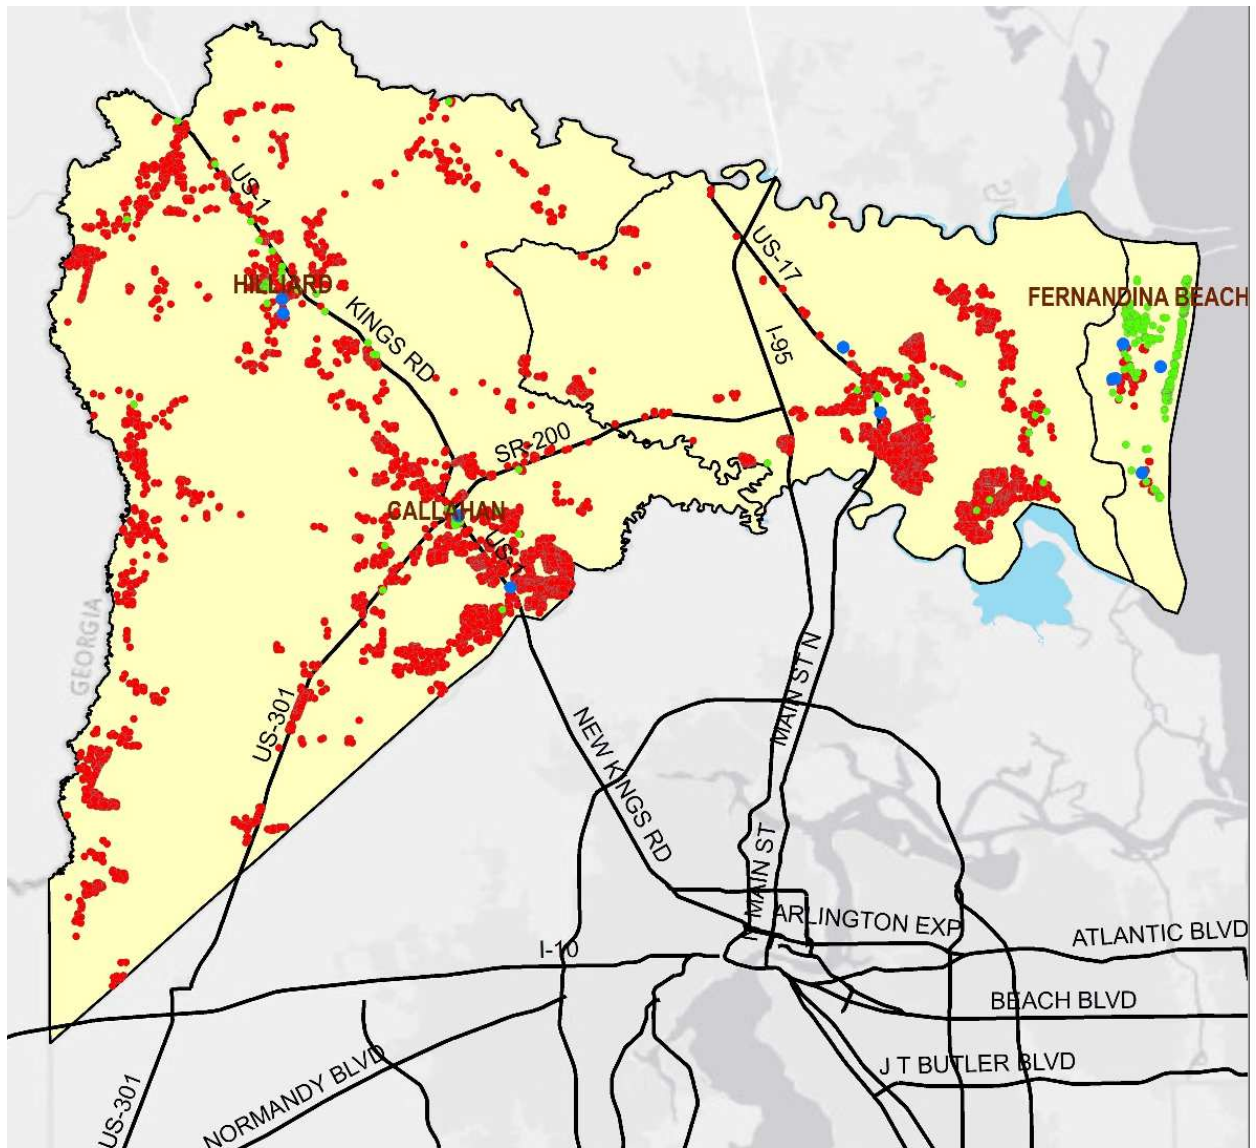 US-1
US-17
HILLIARD
FERNANDINA BEACH
KINGS RD
I-95
SR-200
CALLAHAN
US-1
GEORGIA
US-301
MAIN ST N
NEW KINGS RD
MAIN ST
ARLINGTON EXP
ATLANTIC BLVD
I-10
BEACH BLVD
J T BUTLER BLVD
NORMANDY BLVD
US-301